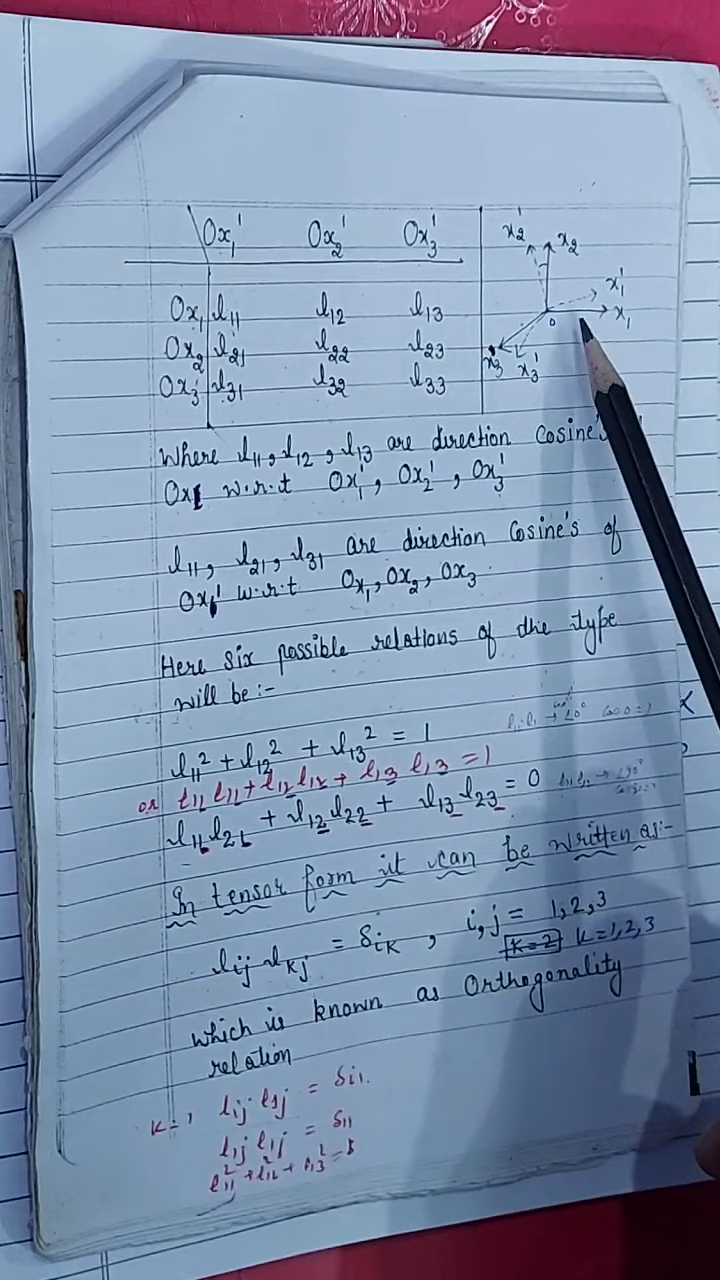 Ox₁' Ox₂' Ox₃'
Ox₁ l₁₁ l₁₂ l₁₃
Ox₂ l₂₁ l₂₂ l₂₃
Ox₃ l₃₁ l₃₂ l₃₃
x₂' x₂
x₁'
x₁
o
x₃ x₃'
Where l₁₁, l₁₂, l₁₃ are direction Cosine's
Ox₁ w.r.t Ox₁', Ox₂', Ox₃'
l₁₁, l₂₁, l₃₁ are direction Cosine's of
Ox₁' w.r.t Ox₁, Ox₂, Ox₃
Here six possible relations of the type
will be:-
l₁₁² + l₁₂² + l₁₃² = 1
or l₁₁ l₁₁ + l₁₂ l₁₂ + l₁₃ l₁₃ = 1
l₁₁ l₂₁ + l₁₂ l₂₂ + l₁₃ l₂₃ = 0
In tensor form it can be written as:-
lᵢⱼ lₖⱼ = δᵢₖ, i,j = 1,2,3
k=2 k=1,2,3
which is known as Orthogonality
relation
K=1 lᵢⱼ l₁ⱼ = δᵢ₁.
l₁ⱼ l₁ⱼ = δ₁₁
l₁₁² + l₁₂² + l₁₃² =